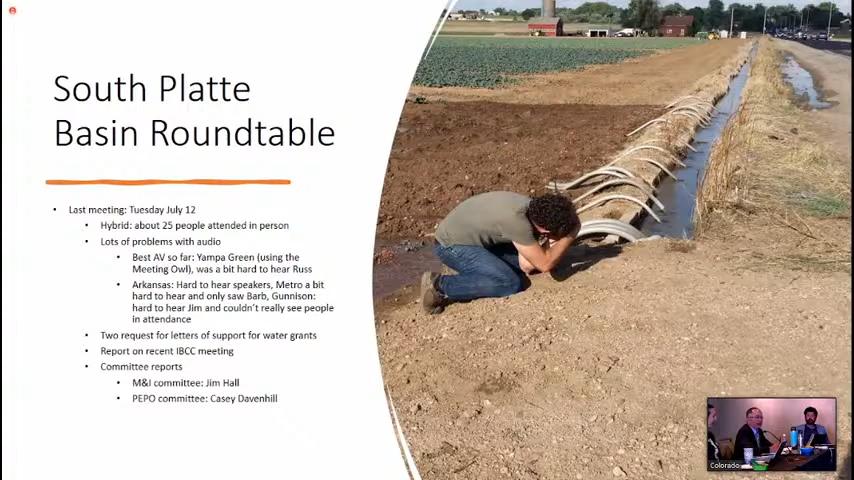 South Platte
Basin Roundtable
• Last meeting: Tuesday July 12
• Hybrid: about 25 people attended in person
• Lots of problems with audio
• Best AV so far: Yampa Green (using the
Meeting Owl), was a bit hard to hear Russ
• Arkansas: Hard to hear speakers, Metro a bit
hard to hear and only saw Barb, Gunnison:
hard to hear Jim and couldn't really see people
in attendance
• Two request for letters of support for water grants
• Report on recent IBCC meeting
• Committee reports
• M&I committee: Jim Hall
• PEPO committee: Casey Davenhill
Colorado